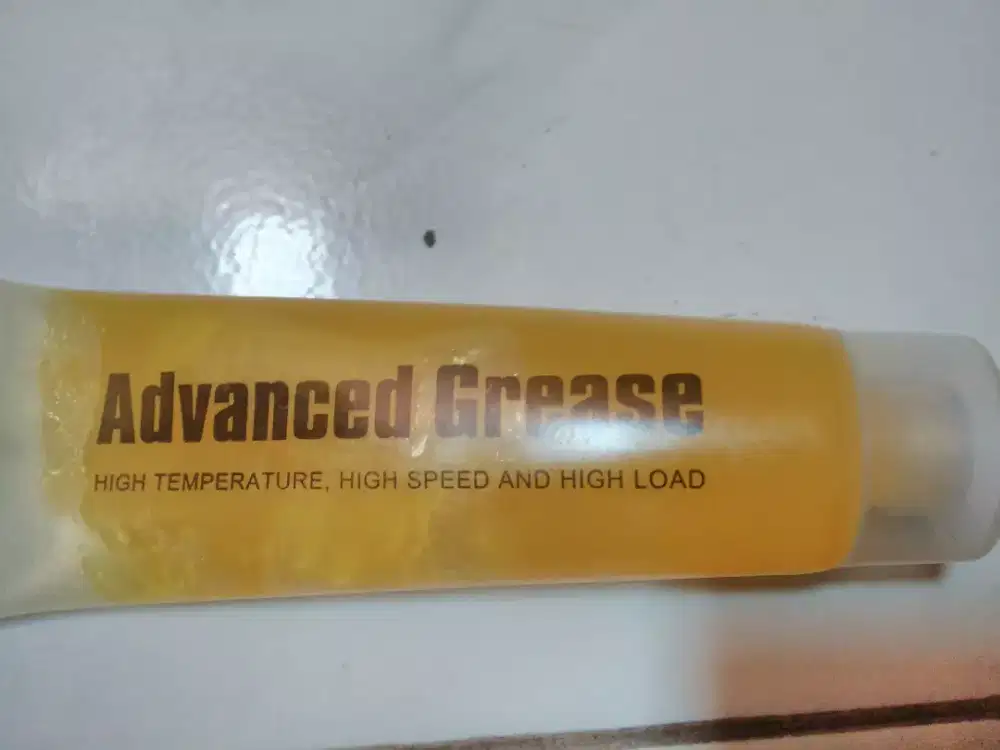 Advanced Grease
HIGH TEMPERATURE, HIGH SPEED AND HIGH LOAD